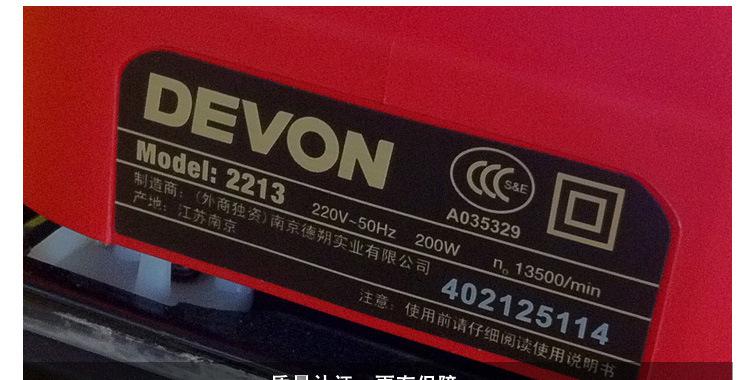 DEVON
S&E
A035329
Model: 2213 220V~50Hz 200W nₒ 13500/min
制造商：(外商独资)南京德朔实业有限公司
产地：江苏南京
402125114
注意：使用前请仔细阅读使用说明书